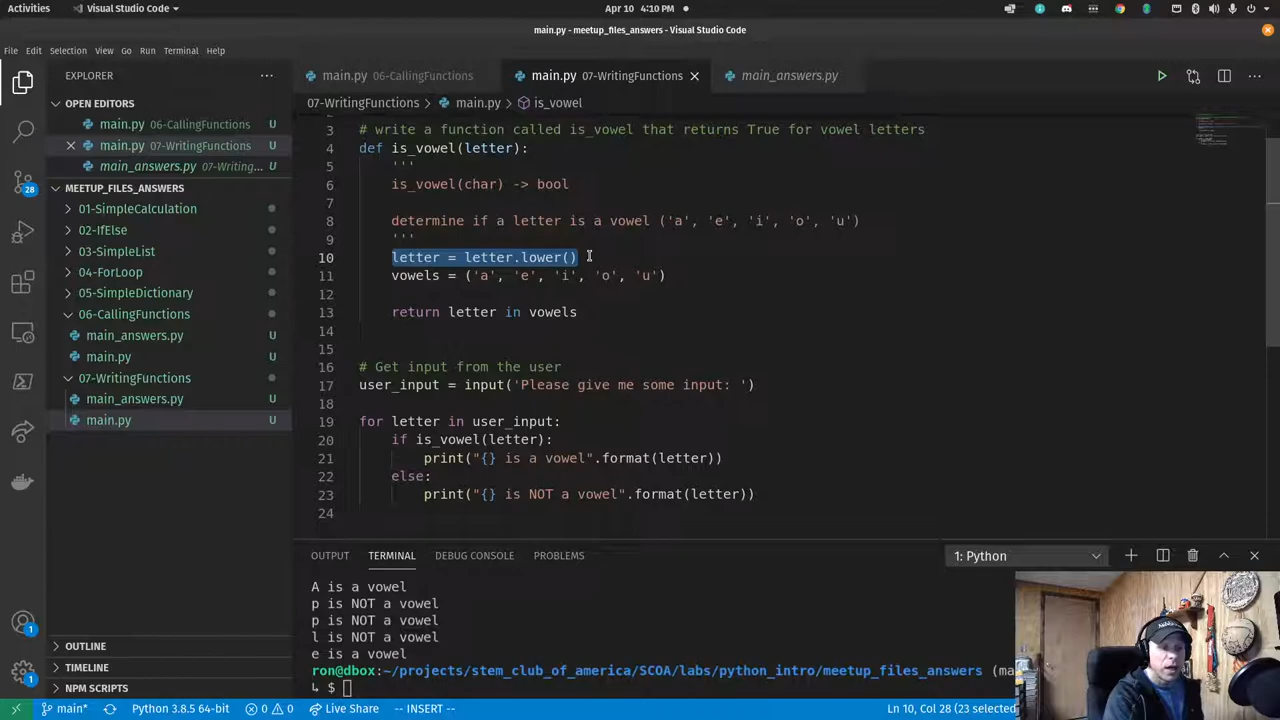 Activities
Visual Studio Code
Apr 10 4:10 PM
main.py - meetup_files_answers - Visual Studio Code
File Edit Selection View Go Run Terminal Help
EXPLORER
main.py 06-CallingFunctions
main.py 07-WritingFunctions
main_answers.py
OPEN EDITORS
07-WritingFunctions > main.py > is_vowel
main.py 06-CallingFunctions U
main.py 07-WritingFunctions U
main_answers.py 07-Writing... U
28
MEETUP_FILES_ANSWERS
01-SimpleCalculation
02-IfElse
03-SimpleList
04-ForLoop
05-SimpleDictionary
06-CallingFunctions
main_answers.py U
main.py U
07-WritingFunctions
main_answers.py U
main.py U
3 # write a function called is_vowel that returns True for vowel letters
4 def is_vowel(letter):
5 '''
6 is_vowel(char) -> bool
7
8 determine if a letter is a vowel ('a', 'e', 'i', 'o', 'u')
9 '''
10 letter = letter.lower()
11 vowels = ('a', 'e', 'i', 'o', 'u')
12
13 return letter in vowels
14
15
16 # Get input from the user
17 user_input = input('Please give me some input: ')
18
19 for letter in user_input:
20 if is_vowel(letter):
21 print("{} is a vowel".format(letter))
22 else:
23 print("{} is NOT a vowel".format(letter))
24
OUTPUT TERMINAL DEBUG CONSOLE PROBLEMS
1: Python
A is a vowel
p is NOT a vowel
p is NOT a vowel
l is NOT a vowel
e is a vowel
ron@dbox:~/projects/stem_club_of_america/SCOA/labs/python_intro/meetup_files_answers (ma
↳ $
1
1
OUTLINE
TIMELINE
NPM SCRIPTS
main*
Python 3.8.5 64-bit
0
0
Live Share
-- INSERT --
Ln 10, Col 28 (23 selected